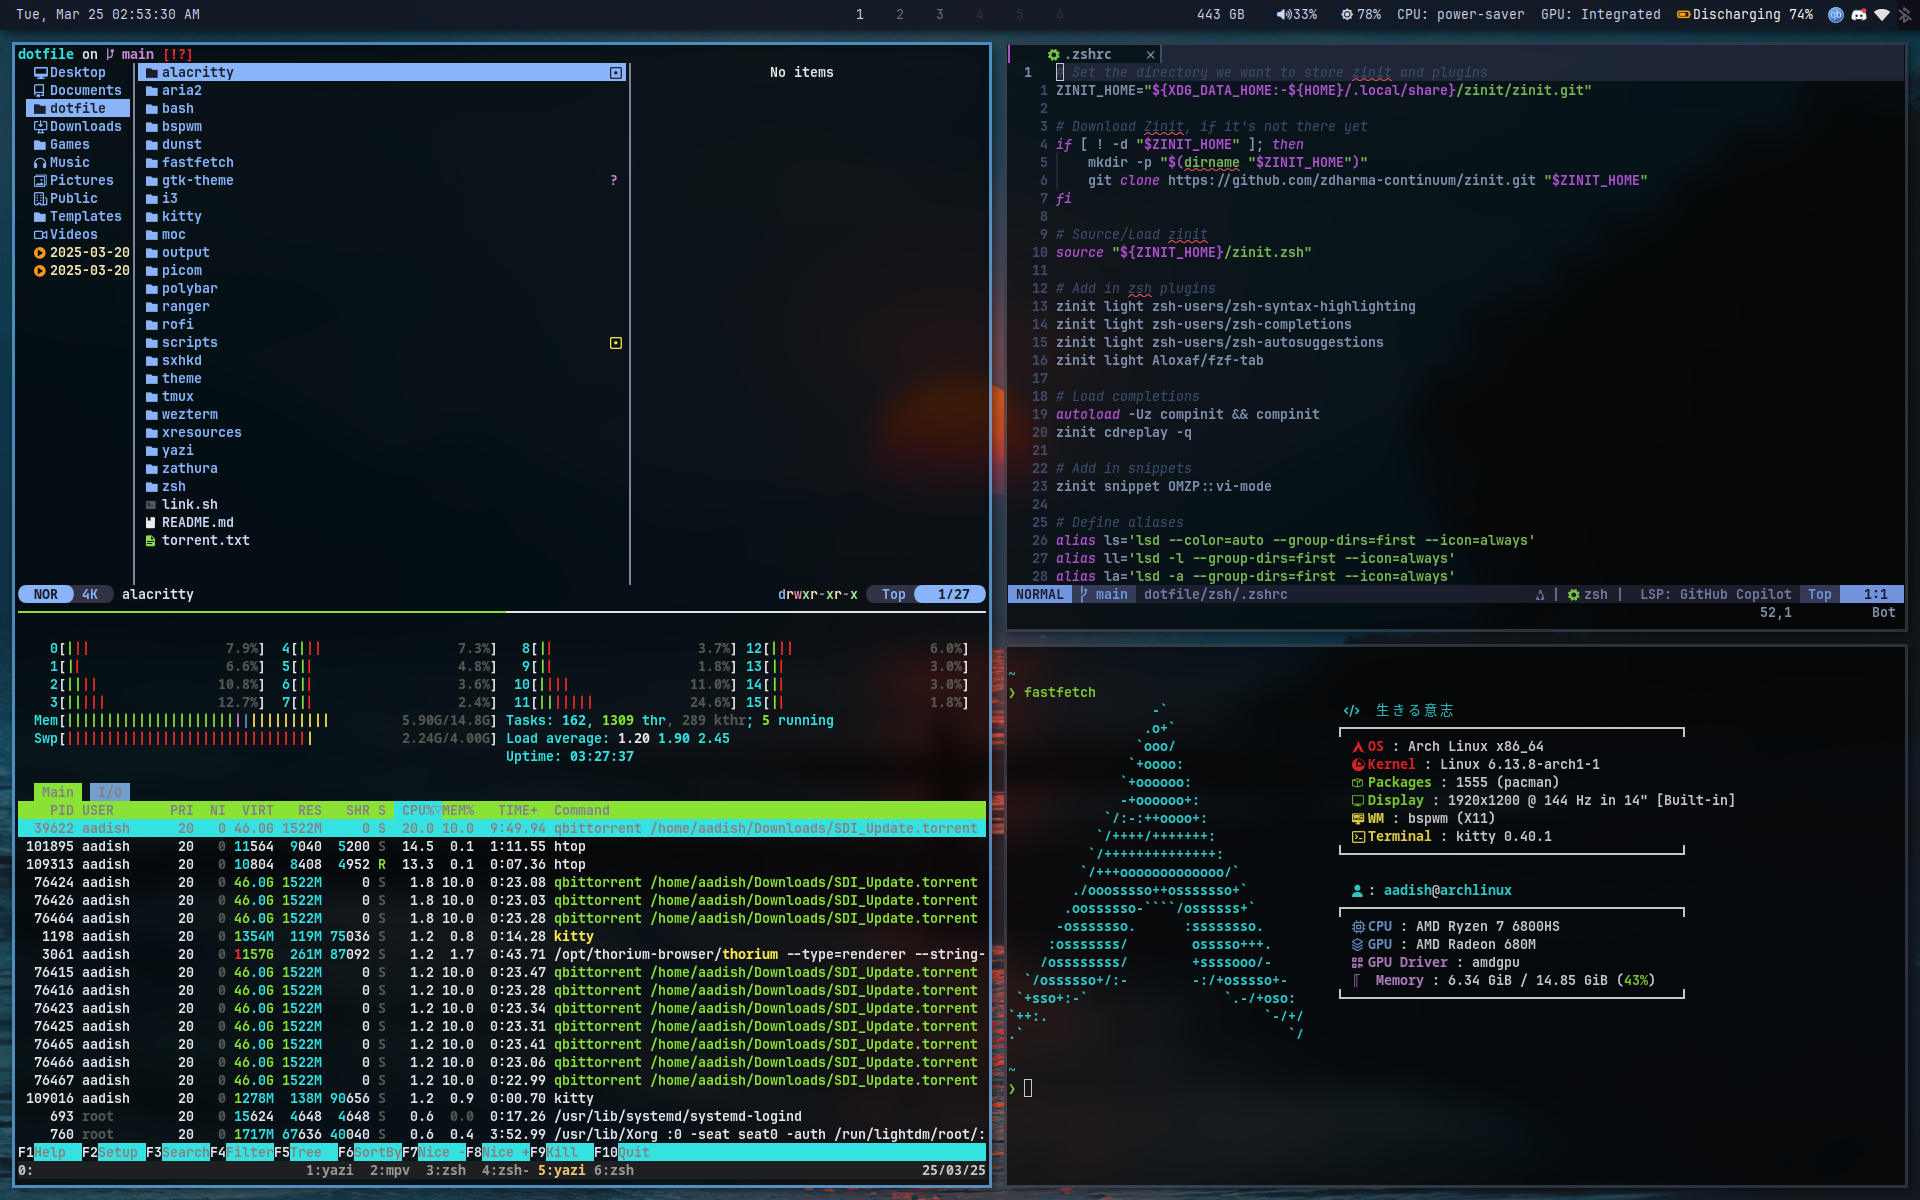 Tue, Mar 25 02:53:30 AM 1 2 3 4 5 6 443 GB 33% 78% CPU: power-saver GPU: Integrated Discharging 74%
dotfile on main [!?]
Desktop alacritty No items
Documents aria2
dotfile bash
Downloads bspwm
Games dunst
Music fastfetch
Pictures gtk-theme ?
Public i3
Templates kitty
Videos moc
2025-03-20 output
2025-03-20 picom
polybar
ranger
rofi
scripts
sxhkd
theme
tmux
wezterm
xresources
yazi
zathura
zsh
link.sh
README.md
torrent.txt
NOR 4K alacritty drwxr-xr-x Top 1/27
0[||| 7.9%] 4[||| 7.3%] 8[|| 3.7%] 12[||| 6.0%]
1[|| 6.6%] 5[|| 4.8%] 9[|| 1.8%] 13[|| 3.0%]
2[|||| 10.8%] 6[|| 3.6%] 10[|||| 11.0%] 14[|| 3.0%]
3[||||| 12.7%] 7[|| 2.4%] 11[||||||| 24.6%] 15[|| 1.8%]
Mem[||||||||||||||||||||||||||||||||| 5.90G/14.8G] Tasks: 162, 1309 thr, 289 kthr; 5 running
Swp[||||||||||||||||||||||||||||||| 2.24G/4.00G] Load average: 1.20 1.90 2.45
Uptime: 03:27:37
Main I/O
PID USER PRI NI VIRT RES SHR S CPU%▽MEM% TIME+ Command
39622 aadish 20 0 46.0G 1522M 0 S 20.0 10.0 9:49.94 qbittorrent /home/aadish/Downloads/SDI_Update.torrent
101895 aadish 20 0 11564 9040 5200 S 14.5 0.1 1:11.55 htop
109313 aadish 20 0 10804 8408 4952 R 13.3 0.1 0:07.36 htop
76424 aadish 20 0 46.0G 1522M 0 S 1.8 10.0 0:23.08 qbittorrent /home/aadish/Downloads/SDI_Update.torrent
76426 aadish 20 0 46.0G 1522M 0 S 1.8 10.0 0:23.03 qbittorrent /home/aadish/Downloads/SDI_Update.torrent
76464 aadish 20 0 46.0G 1522M 0 S 1.8 10.0 0:23.28 qbittorrent /home/aadish/Downloads/SDI_Update.torrent
1198 aadish 20 0 1354M 119M 75036 S 1.2 0.8 0:14.28 kitty
3061 aadish 20 0 1157G 261M 87092 S 1.2 1.7 0:43.71 /opt/thorium-browser/thorium --type=renderer --string-
76415 aadish 20 0 46.0G 1522M 0 S 1.2 10.0 0:23.47 qbittorrent /home/aadish/Downloads/SDI_Update.torrent
76416 aadish 20 0 46.0G 1522M 0 S 1.2 10.0 0:23.28 qbittorrent /home/aadish/Downloads/SDI_Update.torrent
76423 aadish 20 0 46.0G 1522M 0 S 1.2 10.0 0:23.34 qbittorrent /home/aadish/Downloads/SDI_Update.torrent
76425 aadish 20 0 46.0G 1522M 0 S 1.2 10.0 0:23.31 qbittorrent /home/aadish/Downloads/SDI_Update.torrent
76465 aadish 20 0 46.0G 1522M 0 S 1.2 10.0 0:23.41 qbittorrent /home/aadish/Downloads/SDI_Update.torrent
76466 aadish 20 0 46.0G 1522M 0 S 1.2 10.0 0:23.06 qbittorrent /home/aadish/Downloads/SDI_Update.torrent
76467 aadish 20 0 46.0G 1522M 0 S 1.2 10.0 0:22.99 qbittorrent /home/aadish/Downloads/SDI_Update.torrent
109016 aadish 20 0 1278M 138M 90656 S 1.2 0.9 0:00.70 kitty
693 root 20 0 15624 4648 4648 S 0.6 0.0 0:17.26 /usr/lib/systemd/systemd-logind
760 root 20 0 1717M 67636 40040 S 0.6 0.4 3:52.99 /usr/lib/Xorg :0 -seat seat0 -auth /run/lightdm/root/:
F1Help F2Setup F3SearchF4FilterF5Tree F6SortByF7Nice -F8Nice +F9Kill F10Quit
0: 1:yazi 2:mpv 3:zsh 4:zsh- 5:yazi 6:zsh 25/03/25
.zshrc ×
1 # Set the directory we want to store zinit and plugins
1 ZINIT_HOME="${XDG_DATA_HOME:-${HOME}/.local/share}/zinit/zinit.git"
2
3 # Download Zinit, if it's not there yet
4 if [ ! -d "$ZINIT_HOME" ]; then
5 mkdir -p "$(dirname "$ZINIT_HOME")"
6 git clone https://github.com/zdharma-continuum/zinit.git "$ZINIT_HOME"
7 fi
8
9 # Source/Load zinit
10 source "${ZINIT_HOME}/zinit.zsh"
11
12 # Add in zsh plugins
13 zinit light zsh-users/zsh-syntax-highlighting
14 zinit light zsh-users/zsh-completions
15 zinit light zsh-users/zsh-autosuggestions
16 zinit light Aloxaf/fzf-tab
17
18 # Load completions
19 autoload -Uz compinit && compinit
20 zinit cdreplay -q
21
22 # Add in snippets
23 zinit snippet OMZP::vi-mode
24
25 # Define aliases
26 alias ls='lsd --color=auto --group-dirs=first --icon=always'
27 alias ll='lsd -l --group-dirs=first --icon=always'
28 alias la='lsd -a --group-dirs=first --icon=always'
NORMAL main dotfile/zsh/.zshrc | zsh | LSP: GitHub Copilot Top 1:1
52,1 Bot
~
❯ fastfetch
-`
.o+`
`ooo/
`+oooo:
`+oooooo:
-+oooooo+:
`/:-:++oooo+:
`/++++/+++++++:
`/++++++++++++++:
`/+++ooooooooooooo/`
./ooosssso++osssssso+`
.oossssso-````/ossssss+`
-osssssso. :ssssssso.
:osssssss/ osssso+++.
/ossssssss/ +ssssooo/-
`/ossssso+/:- -:/+osssso+-
`+sso+:-` `.-/+oso:
`++:. `-/+/
.` `/
</> 生きる意志
OS : Arch Linux x86_64
Kernel : Linux 6.13.8-arch1-1
Packages : 1555 (pacman)
Display : 1920x1200 @ 144 Hz in 14" [Built-in]
WM : bspwm (X11)
Terminal : kitty 0.40.1
: aadish@archlinux
CPU : AMD Ryzen 7 6800HS
GPU : AMD Radeon 680M
GPU Driver : amdgpu
Memory : 6.34 GiB / 14.85 GiB (43%)
~
❯